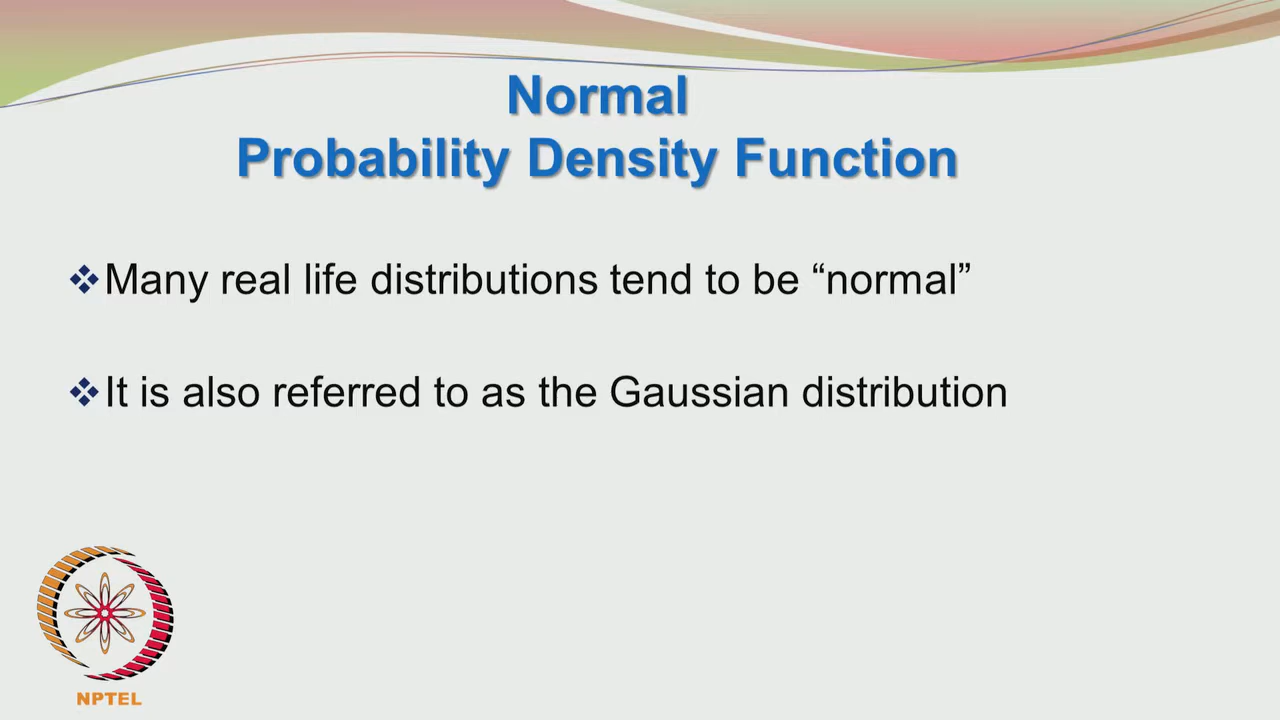 Normal
Probability Density Function
❖Many real life distributions tend to be “normal”
❖It is also referred to as the Gaussian distribution
NPTEL